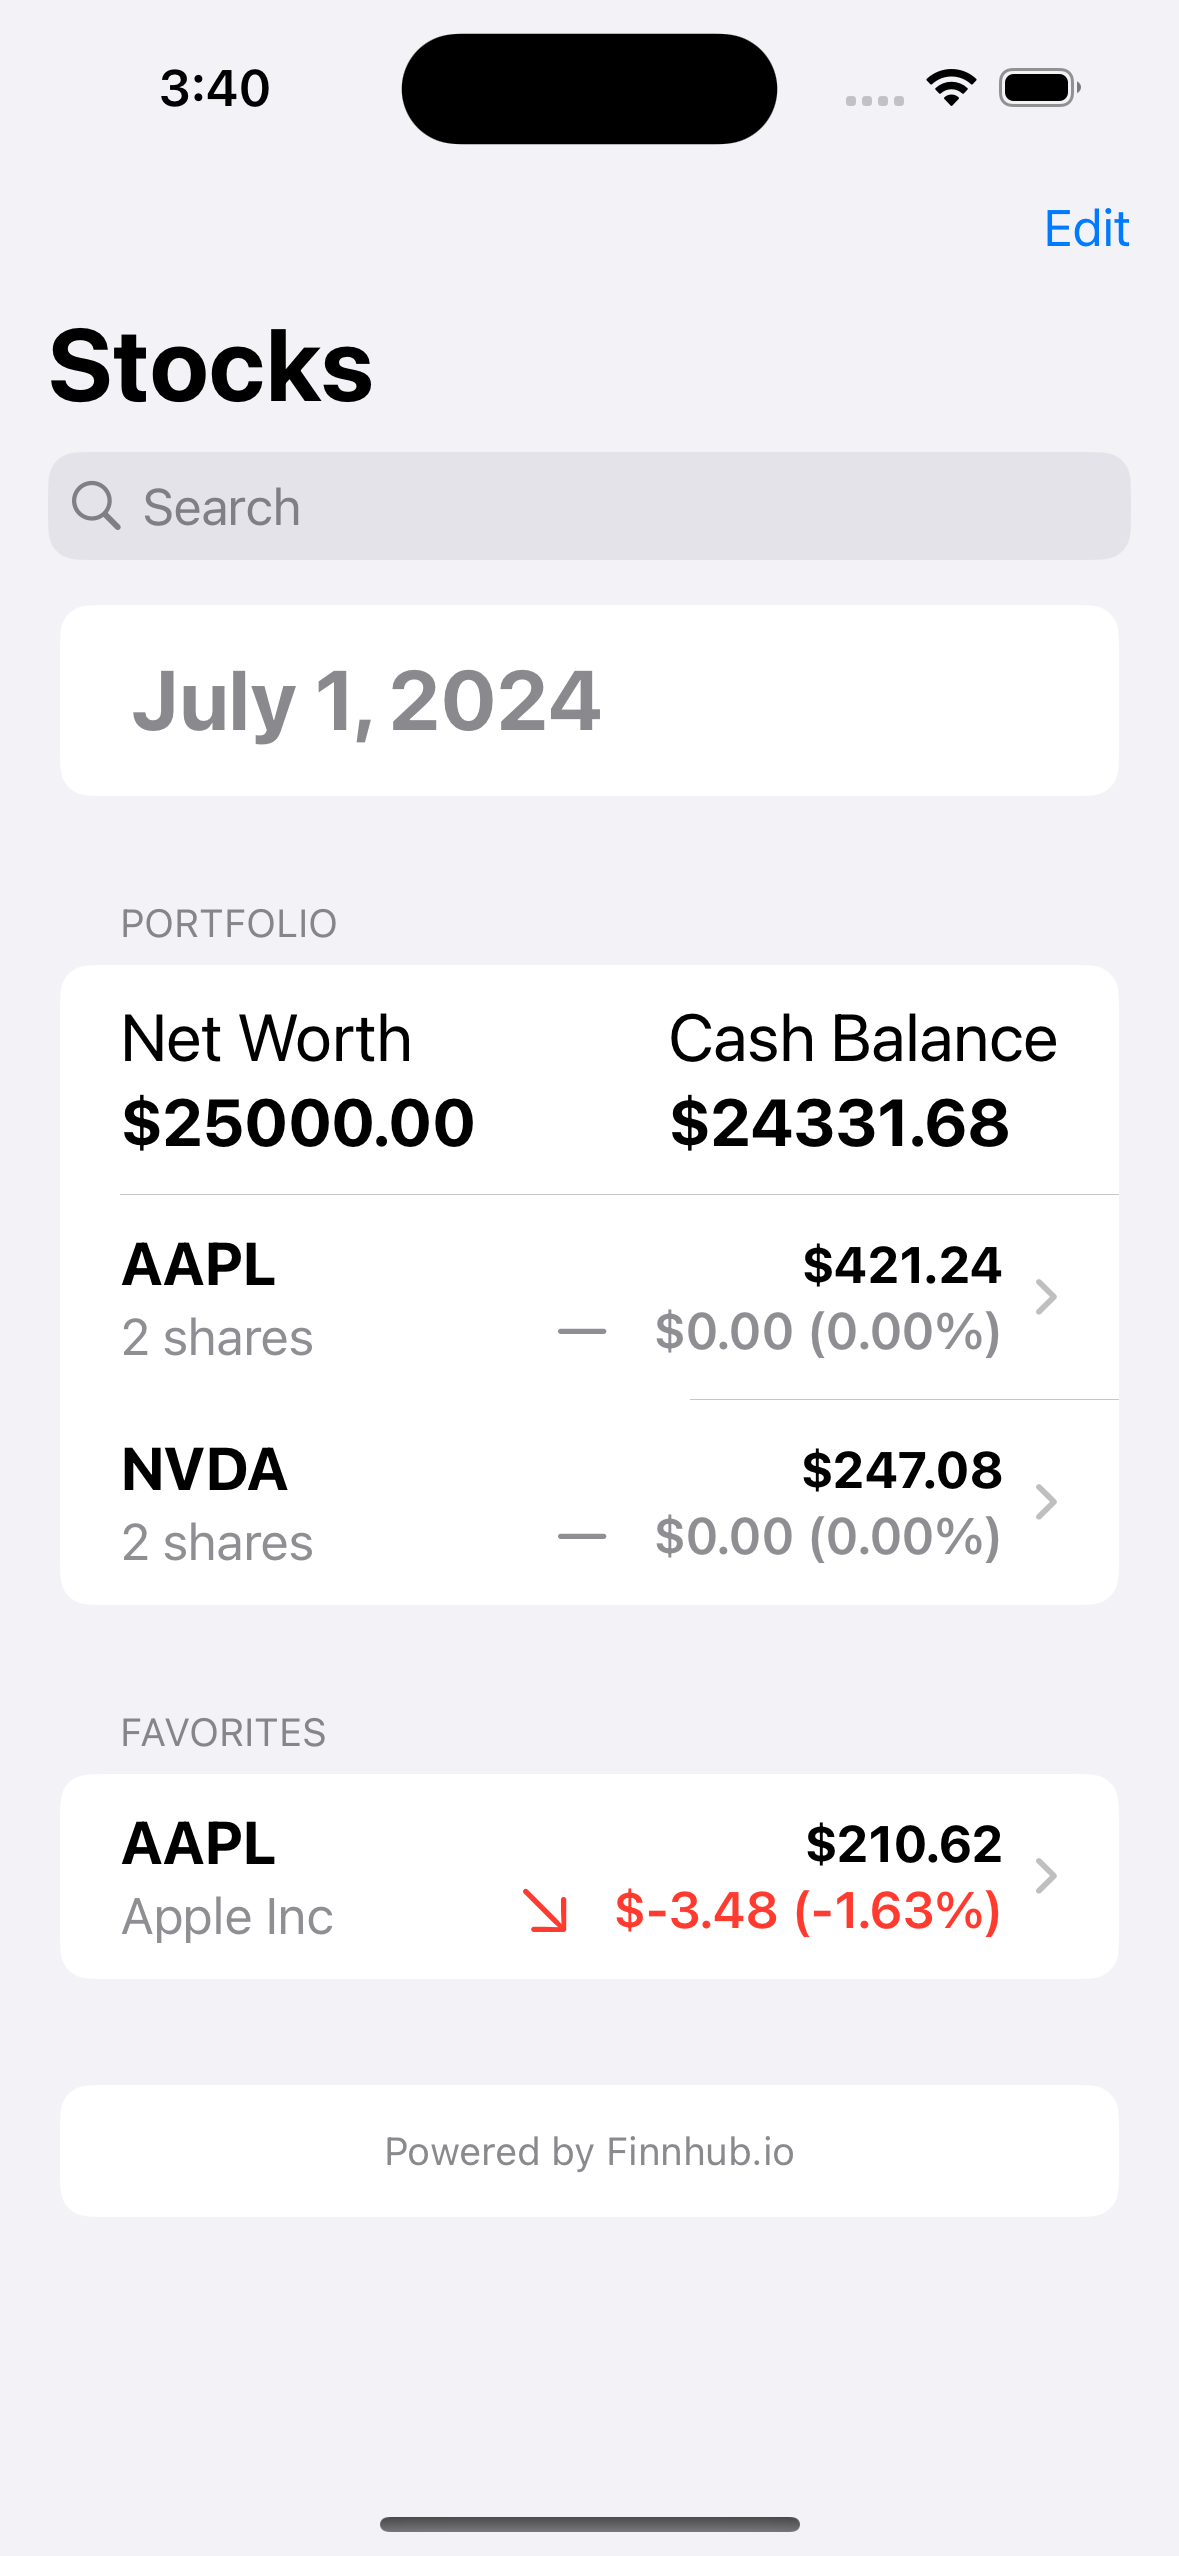 3:40
Edit
Stocks
Search
July 1, 2024
PORTFOLIO
Net Worth
$25000.00
Cash Balance
$24331.68
AAPL
2 shares
$421.24
$0.00 (0.00%)
NVDA
2 shares
$247.08
$0.00 (0.00%)
FAVORITES
AAPL
Apple Inc
$210.62
$-3.48 (-1.63%)
Powered by Finnhub.io